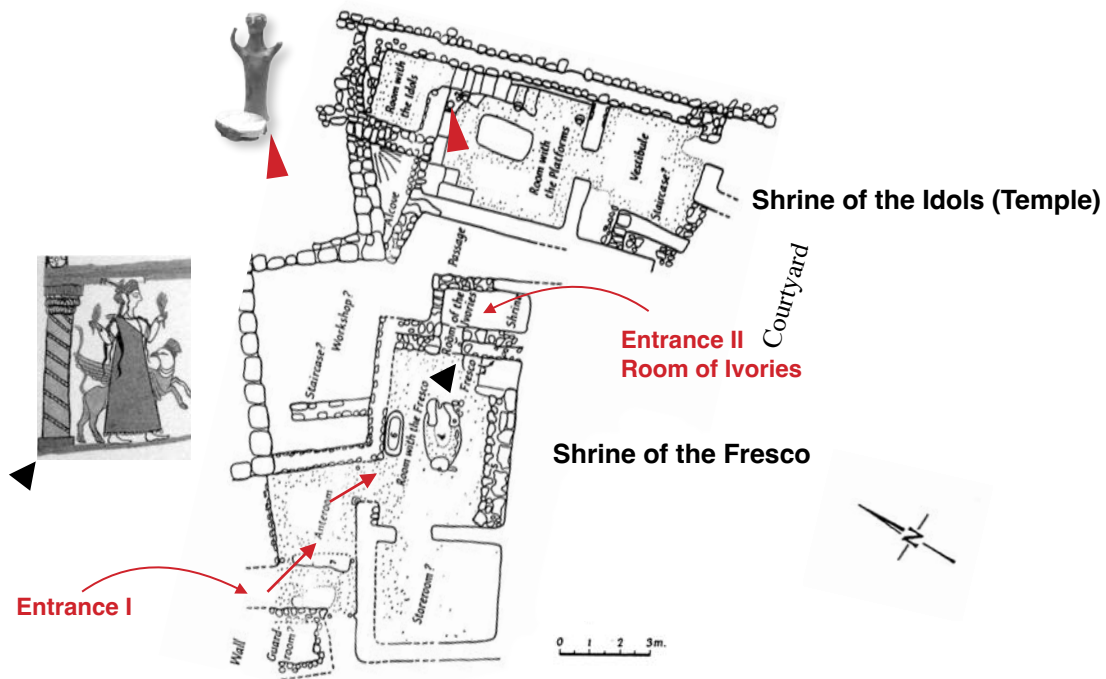 Room with
the Idols
Room with
the Platforms
Vestibule
Staircase?
Alcove
Shrine of the Idols (Temple)
Passage
Courtyard
Room of the
Ivories
Shrine
Entrance II
Room of Ivories
Workshop?
Staircase?
Fresco
Room with the Fresco
6
Shrine of the Fresco
Anteroom
?
N
Storeroom?
Entrance I
Guard-
room?
Wall
0 1 2 3m.